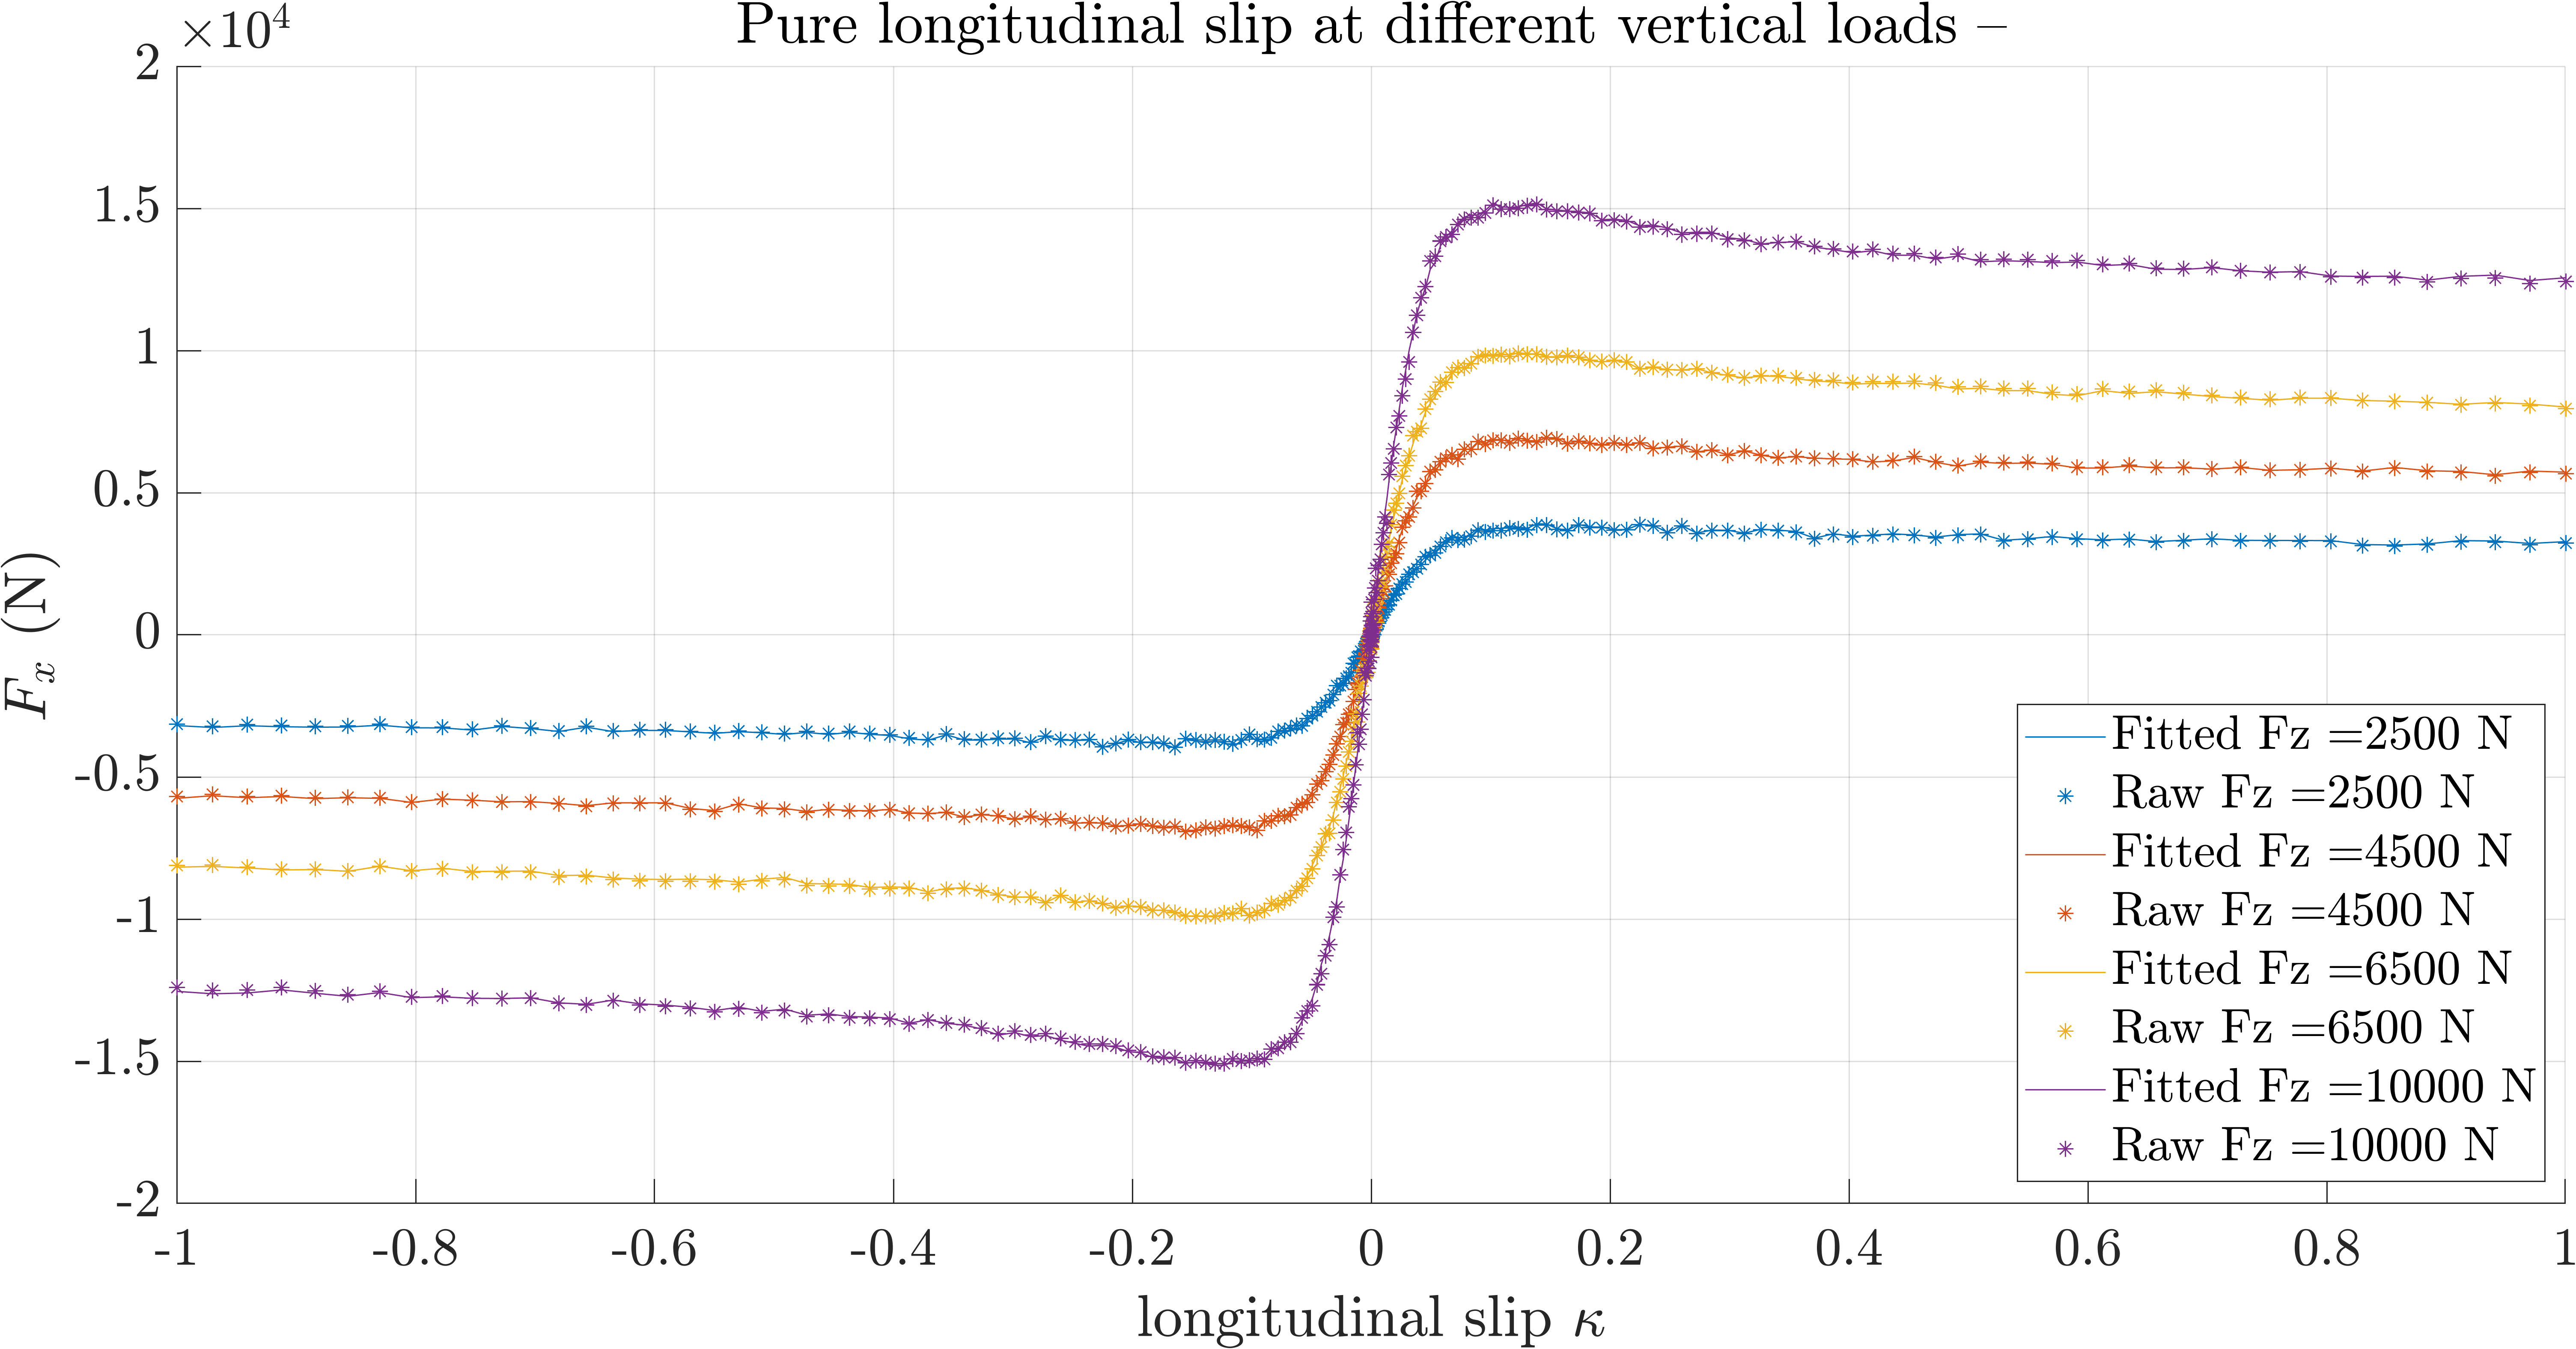 Pure longitudinal slip at different vertical loads –
×10⁴
2
1.5
1
0.5
0
-0.5
-1
-1.5
-2
F_x (N)
-1 -0.8 -0.6 -0.4 -0.2 0 0.2 0.4 0.6 0.8 1
longitudinal slip κ
Fitted Fz =2500 N
Raw Fz =2500 N
Fitted Fz =4500 N
Raw Fz =4500 N
Fitted Fz =6500 N
Raw Fz =6500 N
Fitted Fz =10000 N
Raw Fz =10000 N